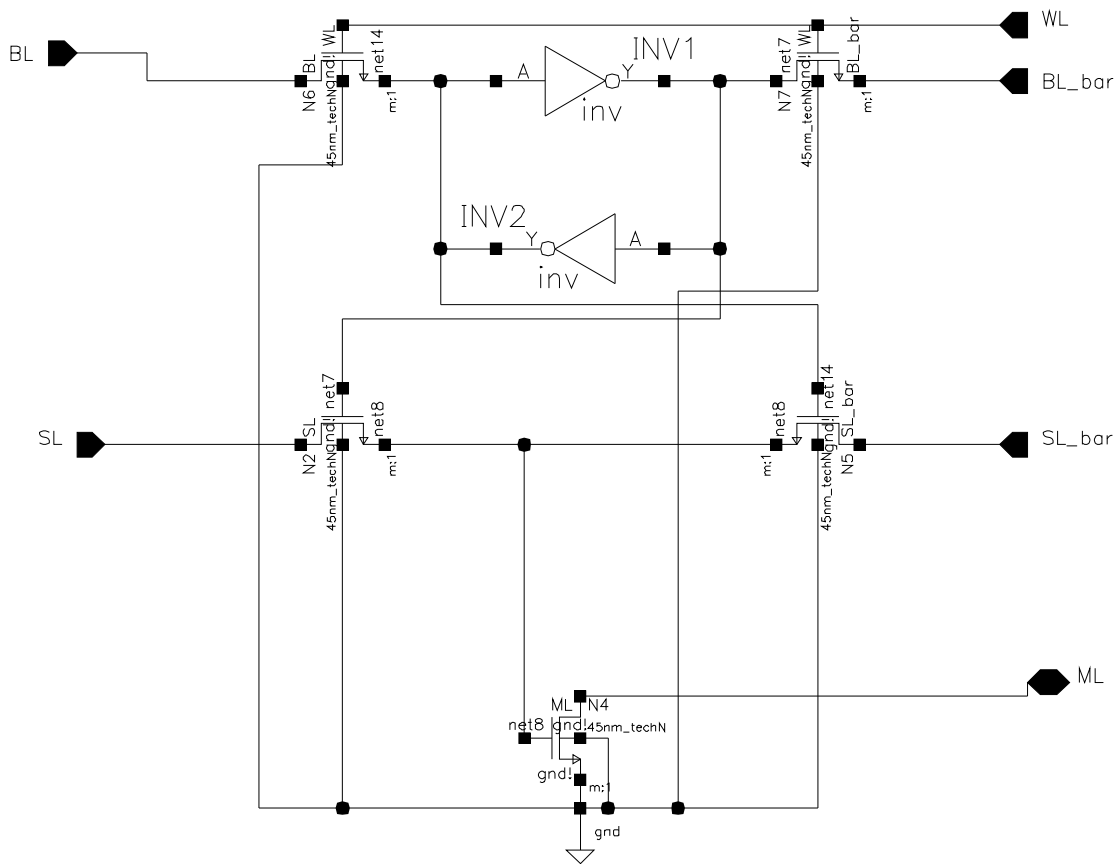 WL
BL
BL
WL
net14
net7
WL
BL_bar
INV1
A
Y
inv
BL_bar
N6
gnd!
m:1
45nm_techN
N7
gnd!
m:1
45nm_techN
INV2
Y
A
inv
net7
net14
SL
SL
net8
net8
SL_bar
SL_bar
N2
gnd!
m:1
45nm_techN
m:1
gnd!
N5
45nm_techN
ML
ML
N4
net8
gnd!
45nm_techN
gnd!
m:1
gnd